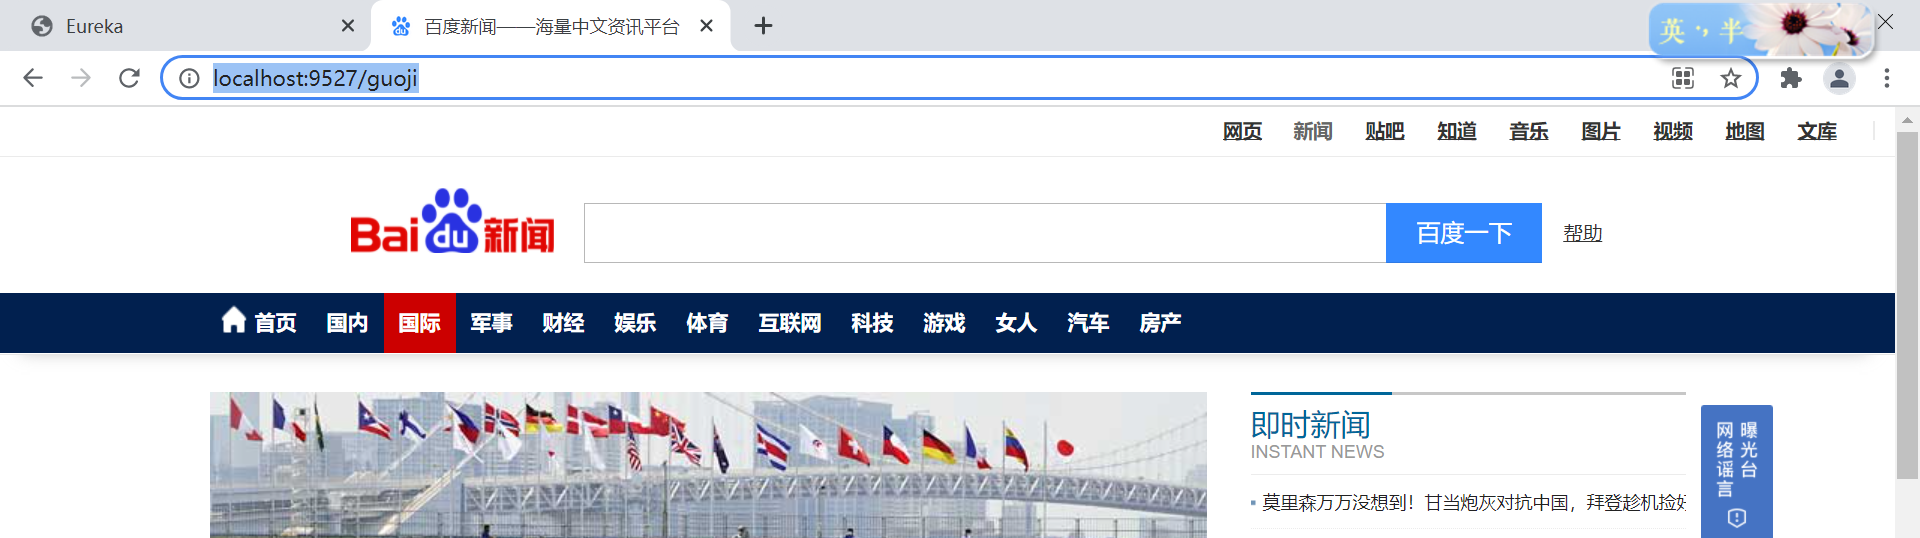 Eureka
百度新闻——海量中文资讯平台
英 半
localhost:9527/guoji
网页 新闻 贴吧 知道 音乐 图片 视频 地图 文库
Bai du 新闻
百度一下
帮助
首页 国内 国际 军事 财经 娱乐 体育 互联网 科技 游戏 女人 汽车 房产
即时新闻
INSTANT NEWS
莫里森万万没想到！甘当炮灰对抗中国，拜登趁机捡好
网络谣言
曝光台